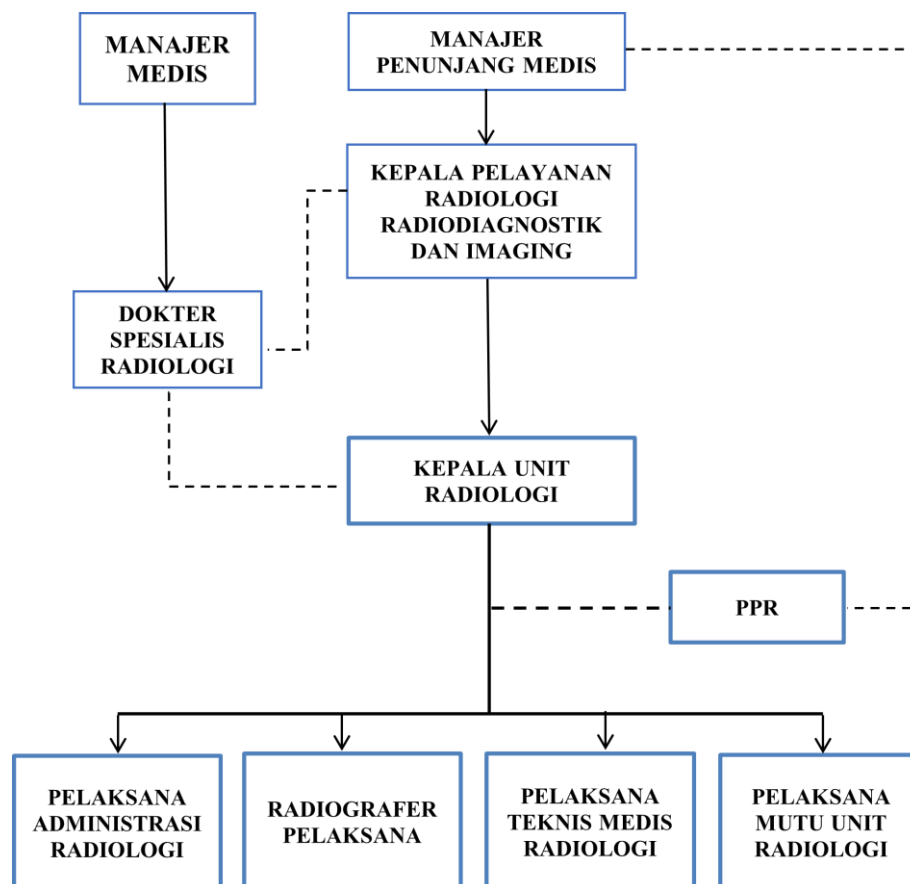 MANAJER
MEDIS
MANAJER
PENUNJANG MEDIS
KEPALA PELAYANAN
RADIOLOGI
RADIODIAGNOSTIK
DAN IMAGING
DOKTER
SPESIALIS
RADIOLOGI
KEPALA UNIT
RADIOLOGI
PPR
PELAKSANA
ADMINISTRASI
RADIOLOGI
RADIOGRAFER
PELAKSANA
PELAKSANA
TEKNIS MEDIS
RADIOLOGI
PELAKSANA
MUTU UNIT
RADIOLOGI